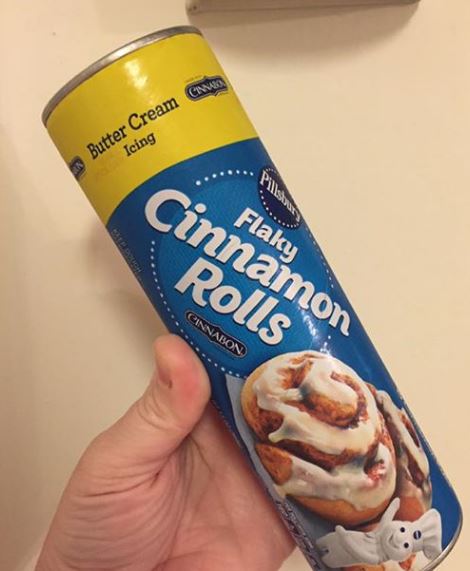 CINNABON
Butter Cream
Icing
Pillsbury
Flaky
Cinnamon
Rolls
CINNABON